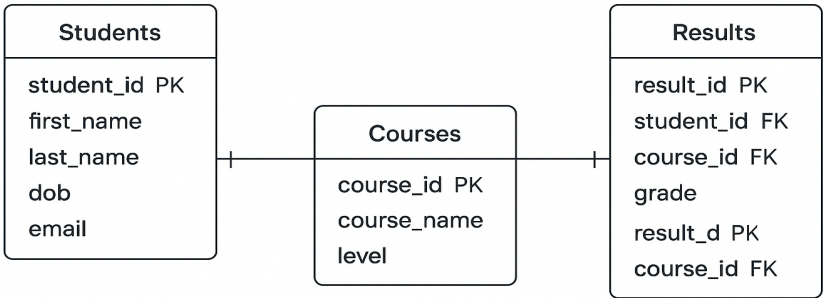 Students
student_id PK
first_name
last_name
dob
email
Courses
course_id PK
course_name
level
Results
result_id PK
student_id FK
course_id FK
grade
result_d PK
course_id FK